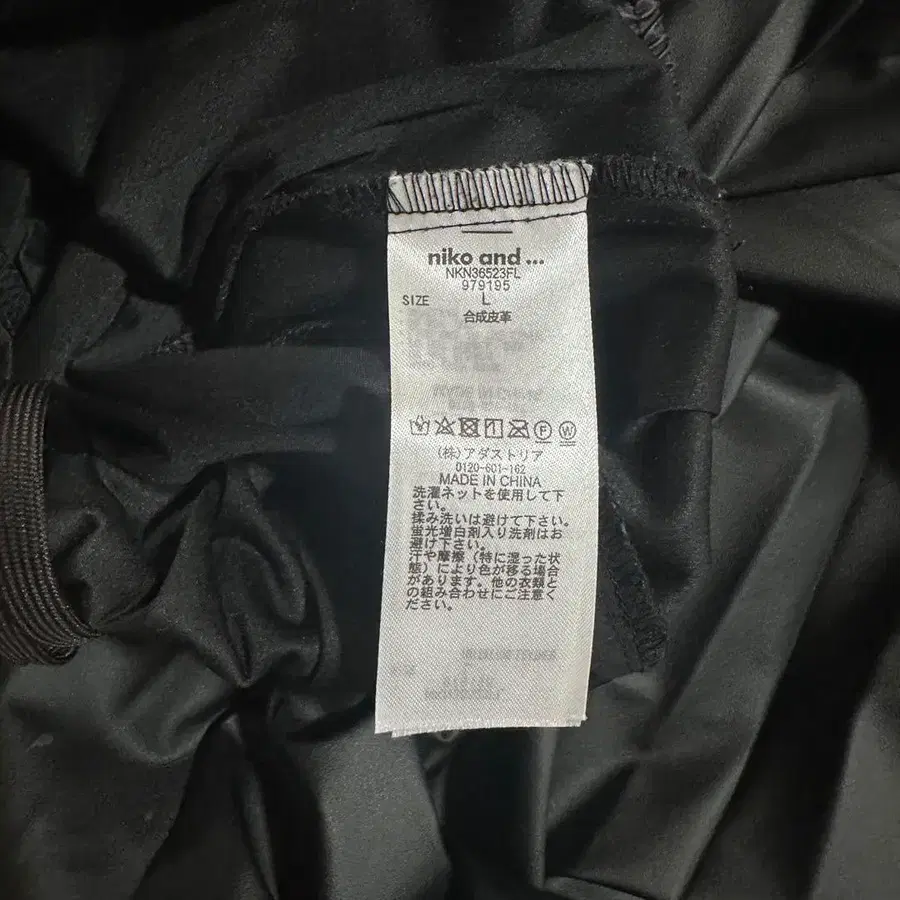 niko and ...
NKN36523FL
979195
SIZE L
合成皮革
F W
(株)アダストリア
0120-601-162
MADE IN CHINA
洗濯ネットを使用して下
さい。
揉み洗いは避けて下さい。
蛍光増白剤入り洗剤はお
避け下さい。
汗や摩擦(特に湿った状
態)により色が移る場合
があります。他の衣類と
の組み合わせにご注意く
ださい。